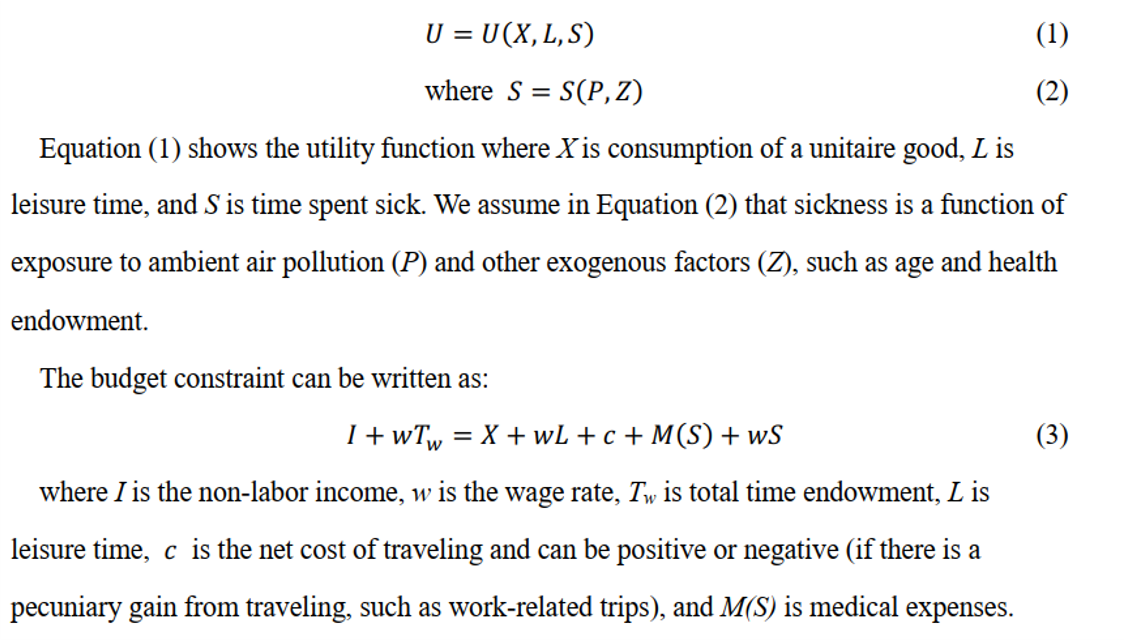 U = U(X, L, S) (1)
where S = S(P, Z) (2)
Equation (1) shows the utility function where X is consumption of a unitaire good, L is
leisure time, and S is time spent sick. We assume in Equation (2) that sickness is a function of
exposure to ambient air pollution (P) and other exogenous factors (Z), such as age and health
endowment.
The budget constraint can be written as:
I + wT_w = X + wL + c + M(S) + wS (3)
where I is the non-labor income, w is the wage rate, T_w is total time endowment, L is
leisure time, c is the net cost of traveling and can be positive or negative (if there is a
pecuniary gain from traveling, such as work-related trips), and M(S) is medical expenses.